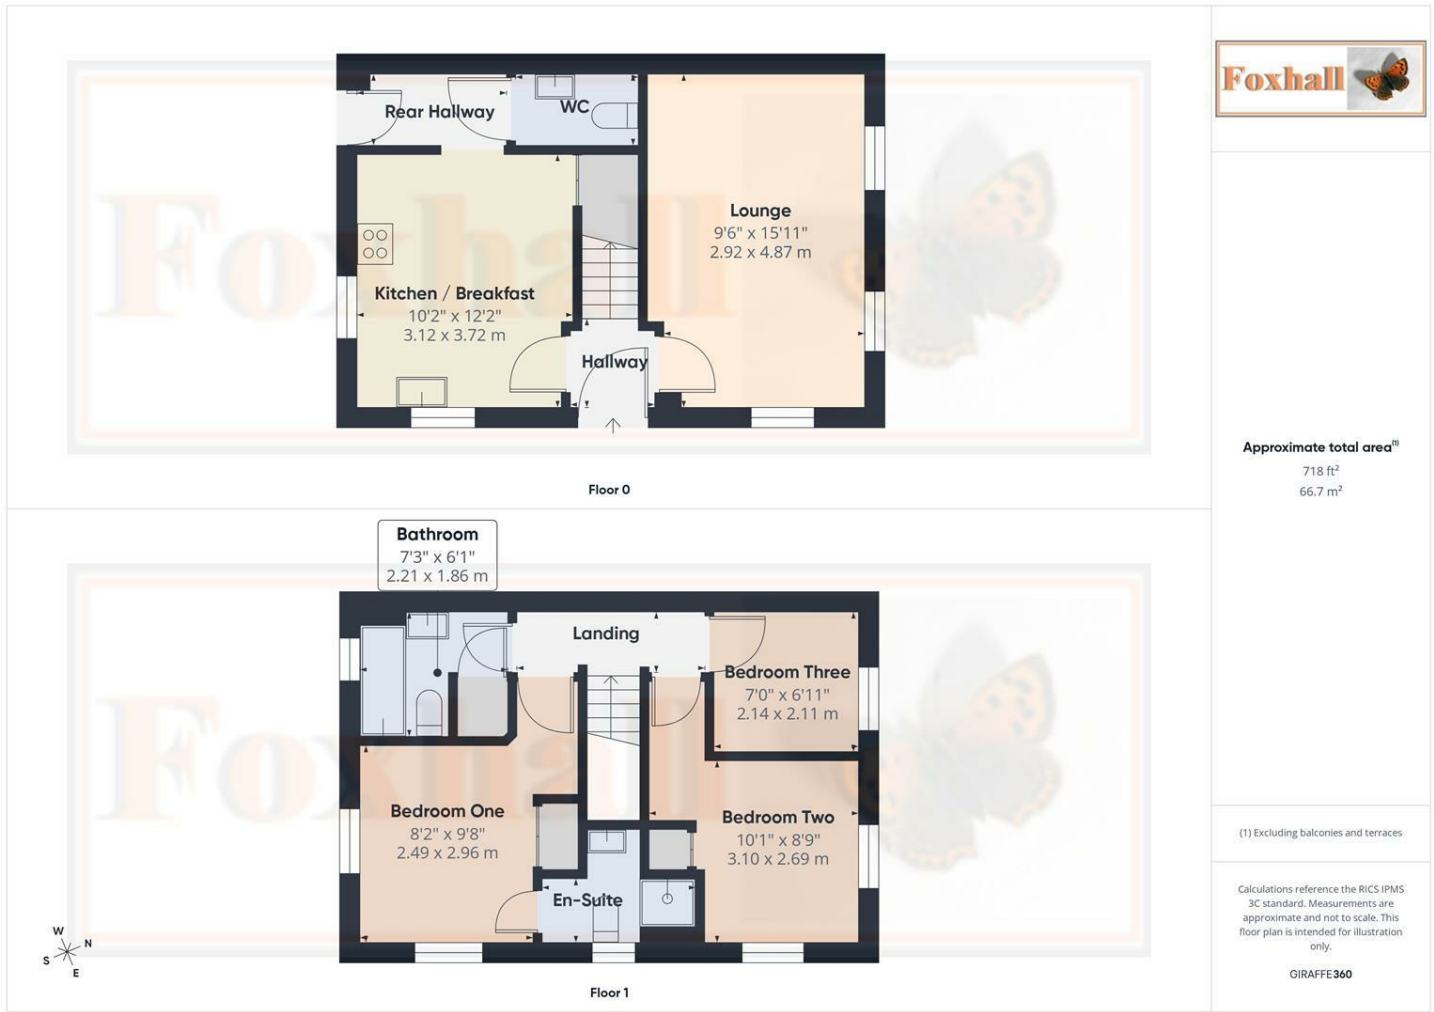 Foxhall
Rear Hallway
WC
Lounge
9'6" x 15'11"
2.92 x 4.87 m
Kitchen / Breakfast
10'2" x 12'2"
3.12 x 3.72 m
Hallway
Foxhall
Floor 0
Approximate total area(1)
718 ft²
66.7 m²
Bathroom
7'3" x 6'1"
2.21 x 1.86 m
Landing
Bedroom Three
7'0" x 6'11"
2.14 x 2.11 m
Bedroom One
8'2" x 9'8"
2.49 x 2.96 m
Bedroom Two
10'1" x 8'9"
3.10 x 2.69 m
En-Suite
Foxhall
W
N
S
E
Floor 1
(1) Excluding balconies and terraces
Calculations reference the RICS IPMS
3C standard. Measurements are
approximate and not to scale. This
floor plan is intended for illustration
only.
GIRAFFE360